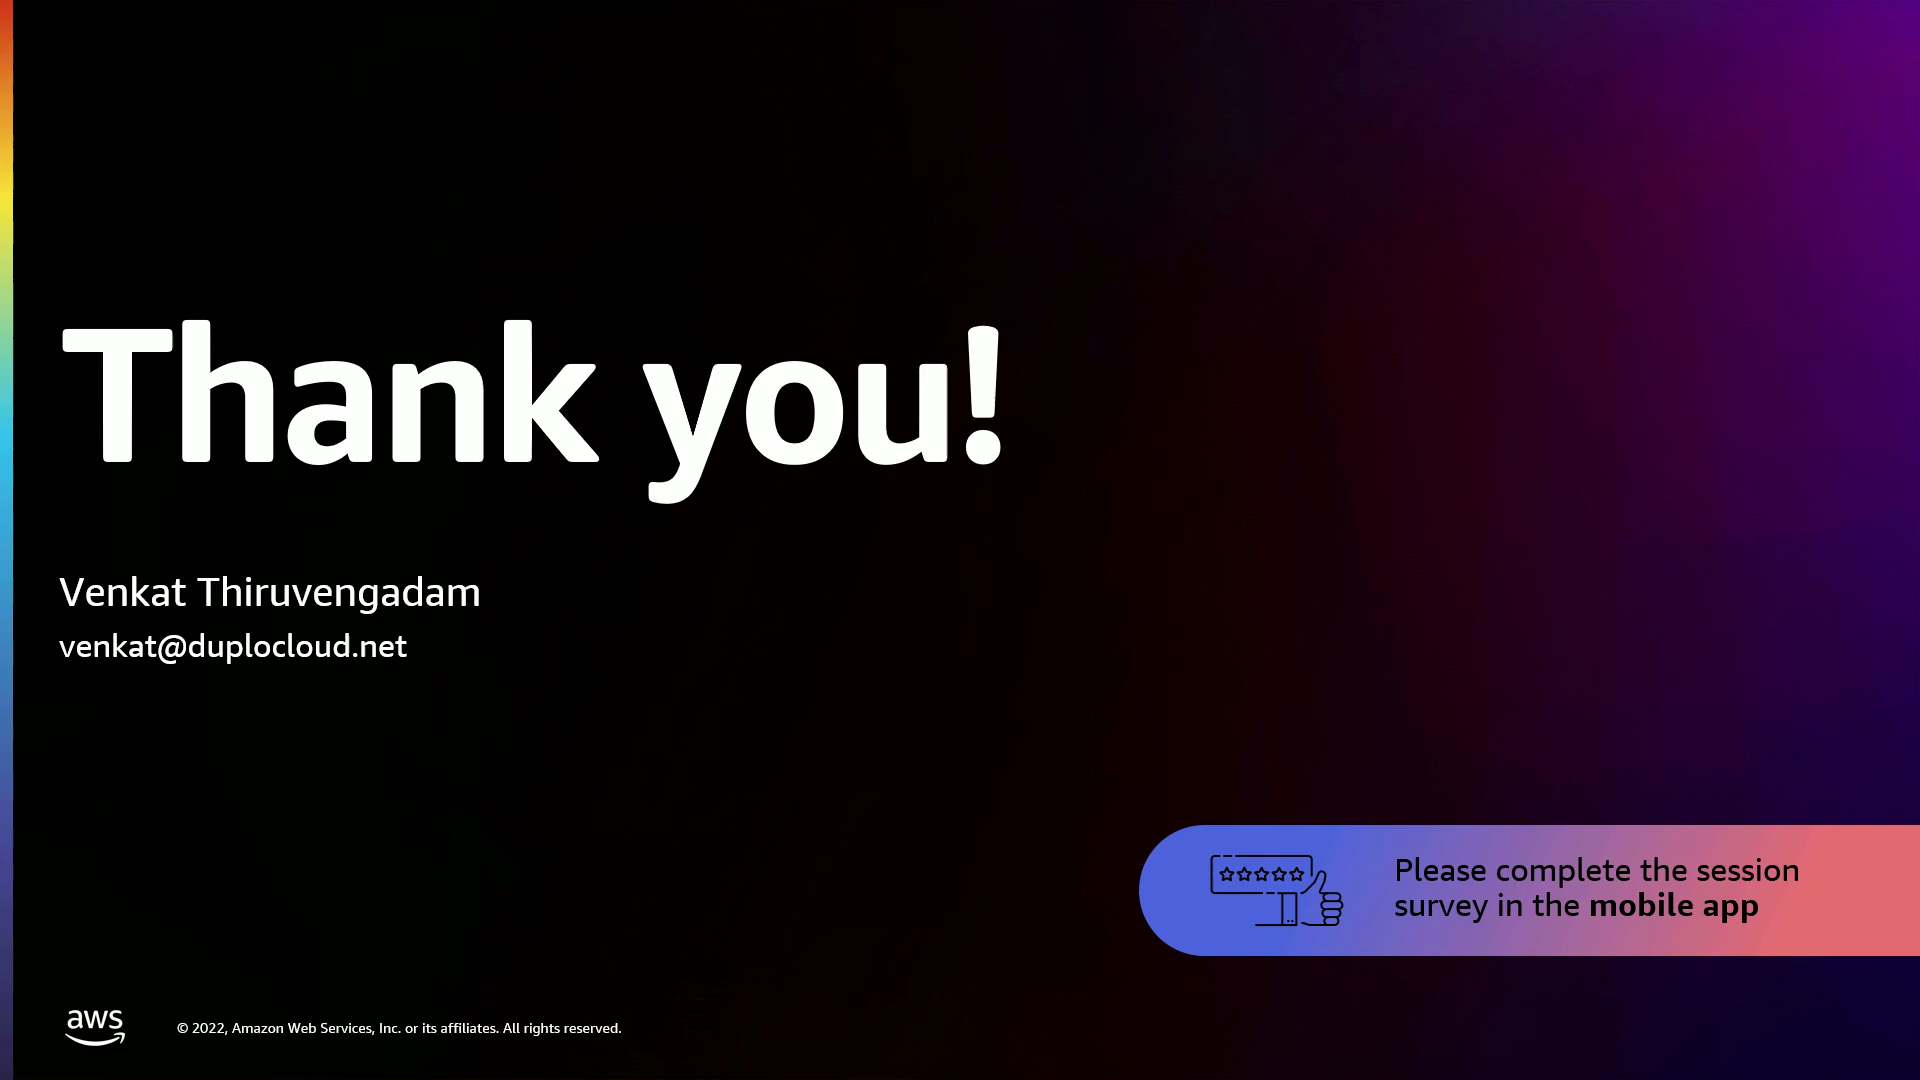 Thank you!
Venkat Thiruvengadam
venkat@duplocloud.net
Please complete the session
survey in the mobile app
aws
© 2022, Amazon Web Services, Inc. or its affiliates. All rights reserved.